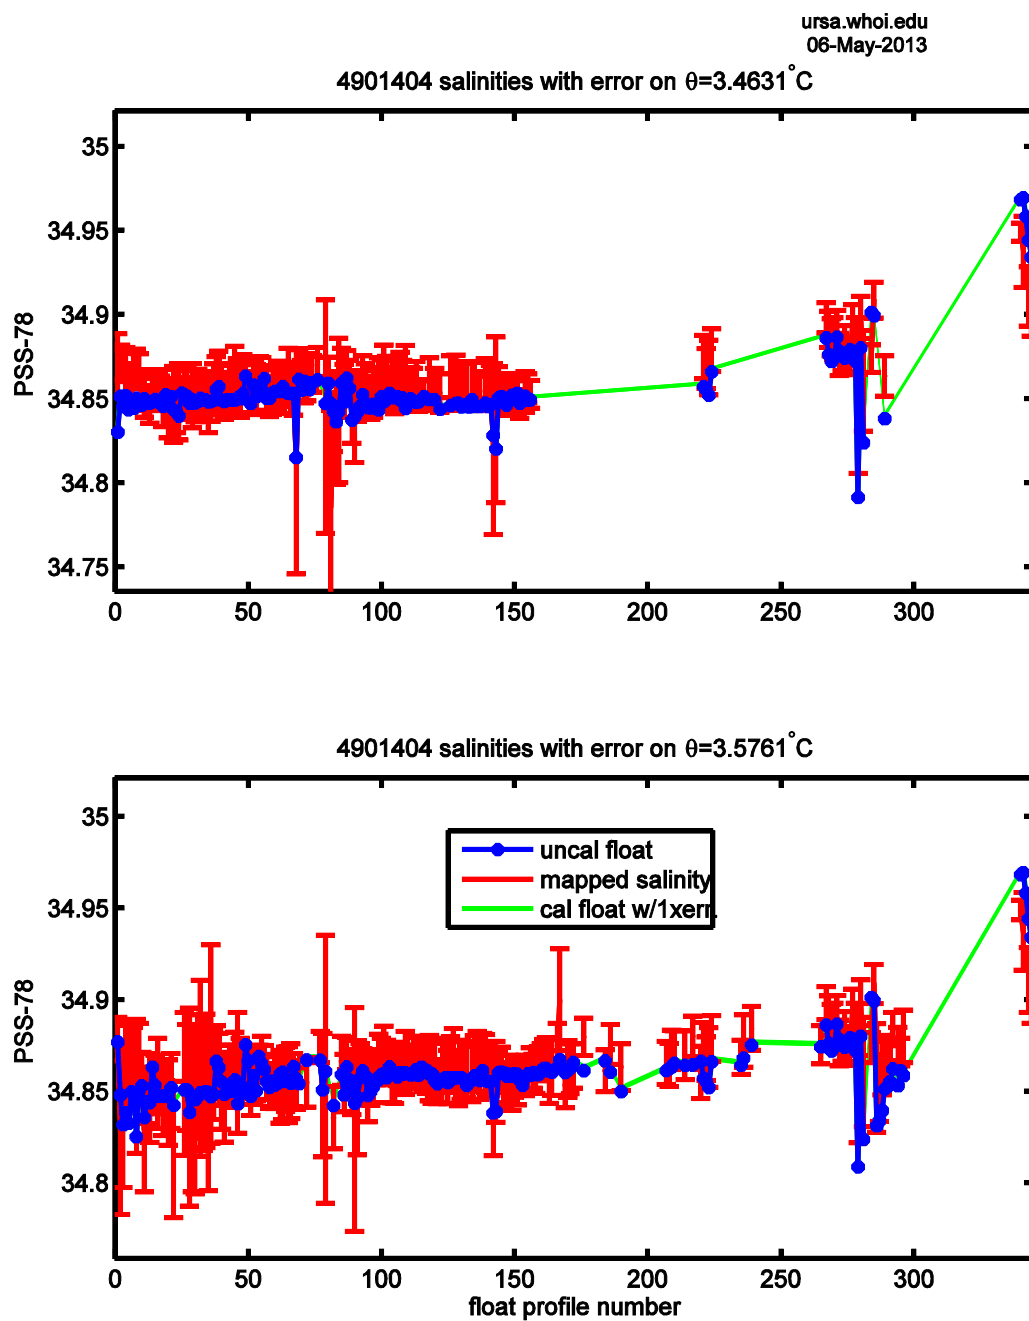 ursa.whoi.edu
06-May-2013
4901404 salinities with error on θ=3.4631°C
35
34.95
34.9
34.85
34.8
34.75
PSS-78
0 50 100 150 200 250 300
4901404 salinities with error on θ=3.5761°C
35
34.95
34.9
34.85
34.8
PSS-78
uncal float
mapped salinity
cal float w/1xerr.
0 50 100 150 200 250 300
float profile number